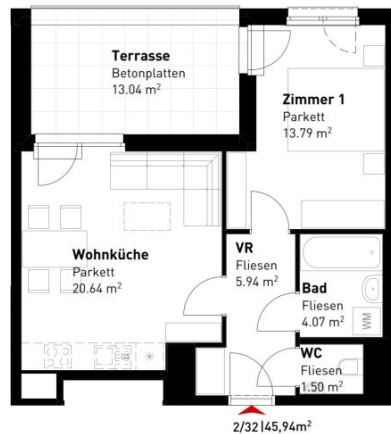 Terrasse
Betonplatten
13.04 m²
Zimmer 1
Parkett
13.79 m²
Wohnküche
Parkett
20.64 m²
VR
Fliesen
5.94 m²
Bad
Fliesen
4.07 m²
WM
WC
Fliesen
1.50 m²
2/32|45,94m²